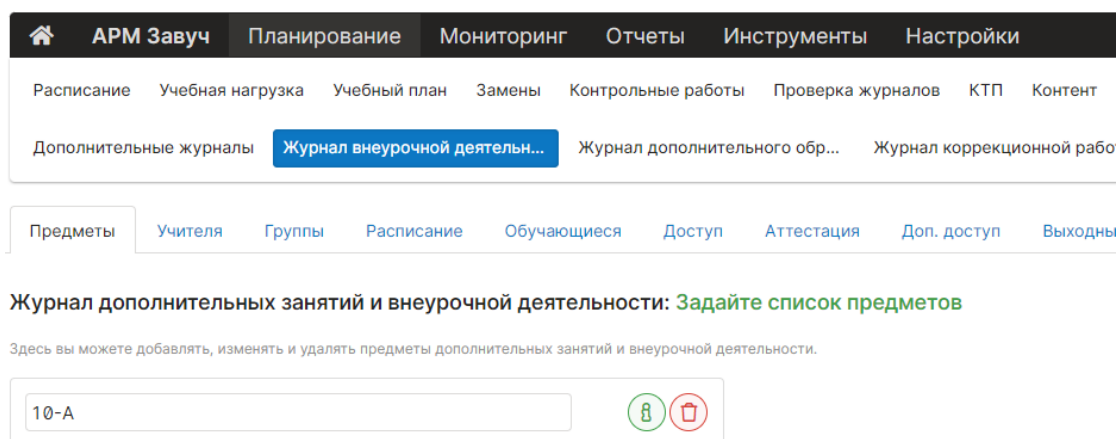 АРМ Завуч Планирование Мониторинг Отчеты Инструменты Настройки
Расписание Учебная нагрузка Учебный план Замены Контрольные работы Проверка журналов КТП Контент
Дополнительные журналы Журнал внеурочной деятельн... Журнал дополнительного обр... Журнал коррекционной рабо
Предметы Учителя Группы Расписание Обучающиеся Доступ Аттестация Доп. доступ Выходны
Журнал дополнительных занятий и внеурочной деятельности: Задайте список предметов
Здесь вы можете добавлять, изменять и удалять предметы дополнительных занятий и внеурочной деятельности.
10-А